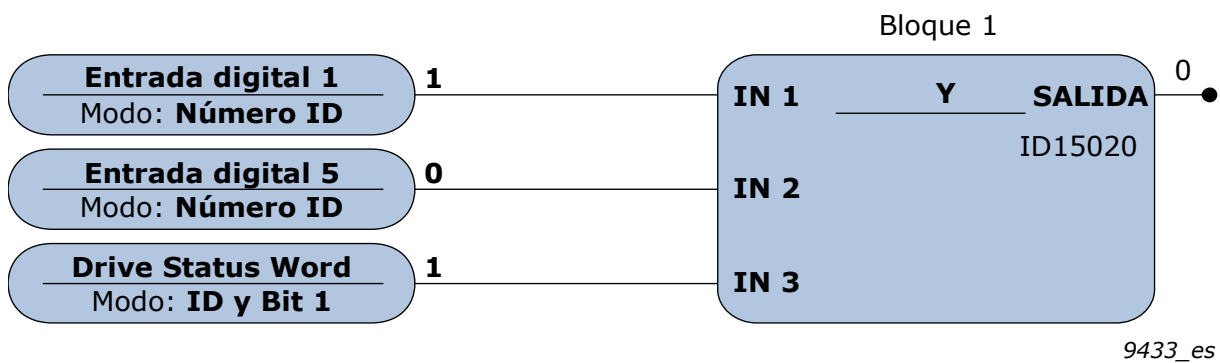 Bloque 1
Entrada digital 1
1
Modo: Número ID
IN 1
Y
SALIDA
0
ID15020
Entrada digital 5
0
Modo: Número ID
IN 2
Drive Status Word
1
Modo: ID y Bit 1
IN 3
9433_es